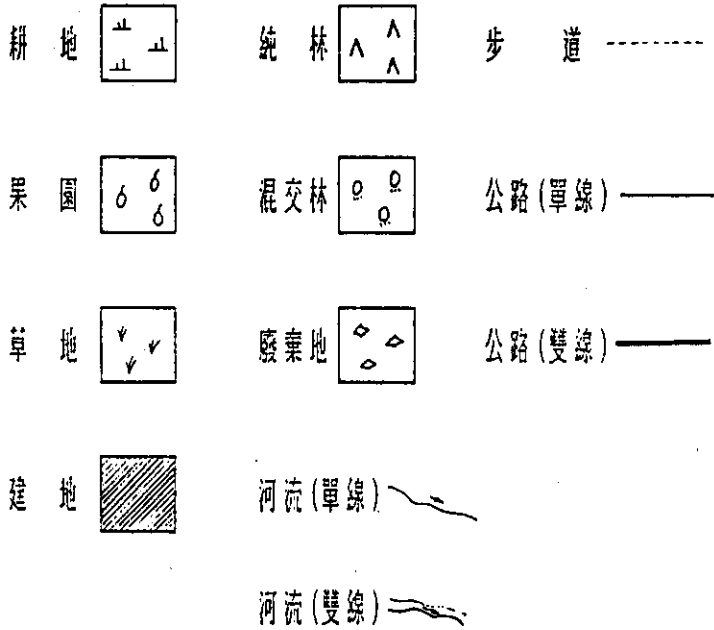 耕地 純林 步道
果園 混交林 公路(單線)
草地 廢棄地 公路(雙線)
建地 河流(單線)
河流(雙線)